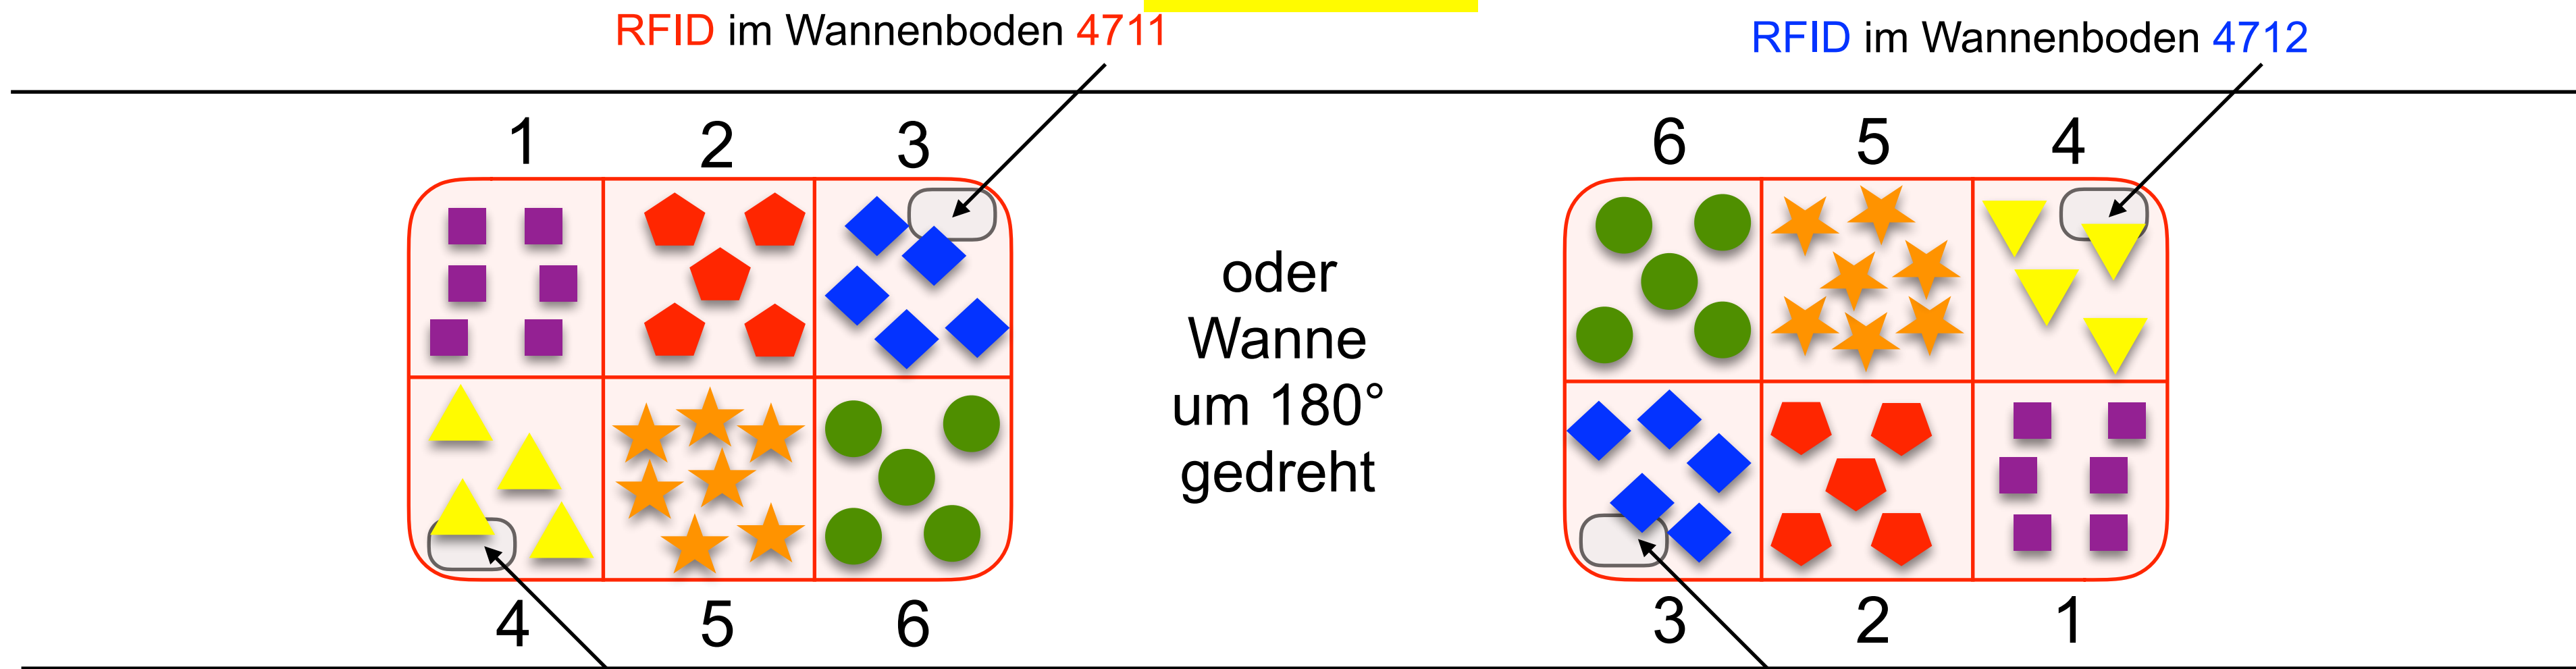 RFID im Wannenboden 4711
RFID im Wannenboden 4712
1 2 3
6 5 4
oder
Wanne
um 180°
gedreht
4 5 6
3 2 1